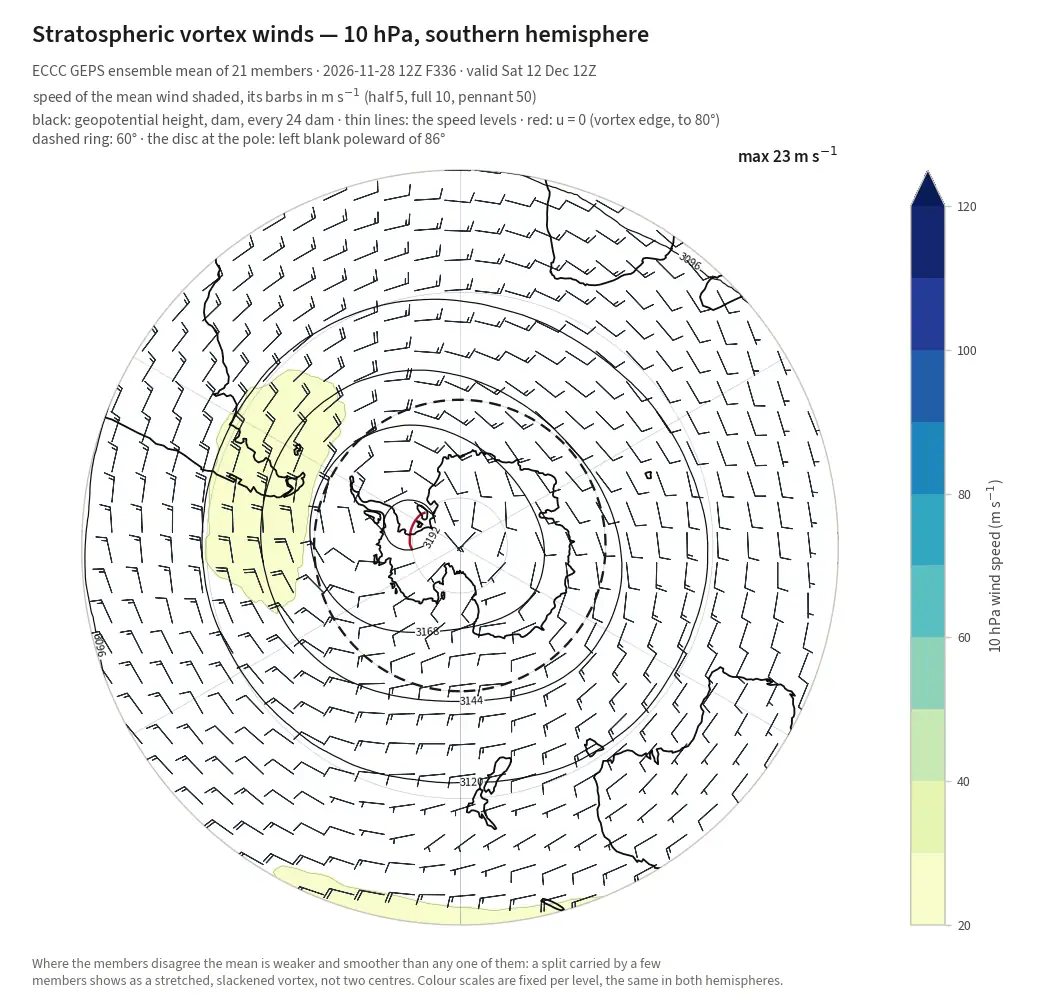 Stratospheric vortex winds — 10 hPa, southern hemisphere
ECCC GEPS ensemble mean of 21 members · 2026-11-28 12Z F336 · valid Sat 12 Dec 12Z
speed of the mean wind shaded, its barbs in m s⁻¹ (half 5, full 10, pennant 50)
black: geopotential height, dam, every 24 dam · thin lines: the speed levels · red: u = 0 (vortex edge, to 80°)
dashed ring: 60° · the disc at the pole: left blank poleward of 86°
max 23 m s⁻¹
3096
3192
3168
3096
3144
3120
120
100
80
60
40
20
10 hPa wind speed (m s⁻¹)
Where the members disagree the mean is weaker and smoother than any one of them: a split carried by a few
members shows as a stretched, slackened vortex, not two centres. Colour scales are fixed per level, the same in both hemispheres.